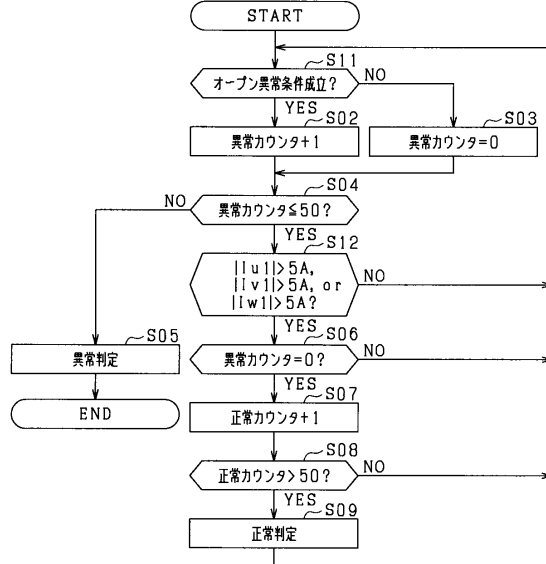 START
S11
オープン異常条件成立?
NO
YES
S02
異常カウンタ+1
S03
異常カウンタ=0
S04
異常カウンタ≦50?
NO
YES
S12
|Iu1|>5A,
|Iv1|>5A, or
|Iw1|>5A?
NO
YES
S05
異常判定
END
S06
異常カウンタ=0?
NO
YES
S07
正常カウンタ+1
S08
正常カウンタ>50?
NO
YES
S09
正常判定